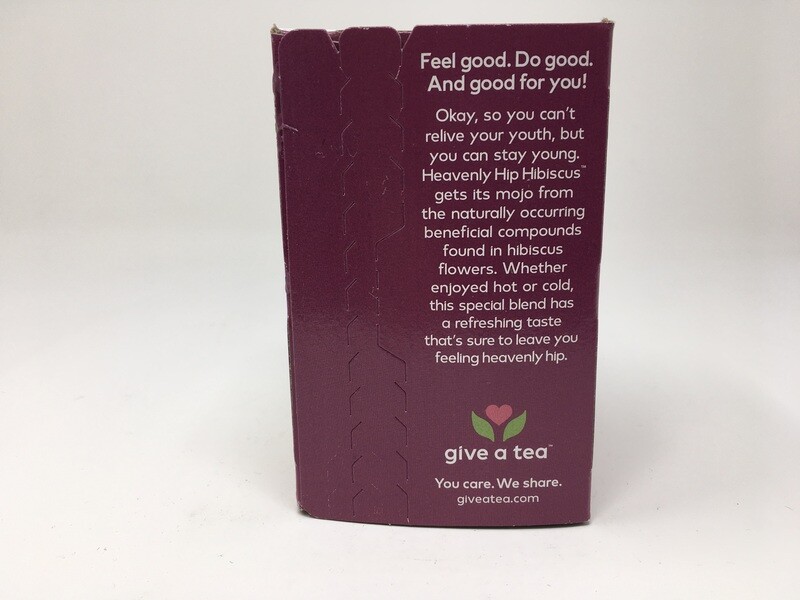 Feel good. Do good.
And good for you!
Okay, so you can't
relive your youth, but
you can stay young.
Heavenly Hip Hibiscus™
gets its mojo from
the naturally occurring
beneficial compounds
found in hibiscus
flowers. Whether
enjoyed hot or cold,
this special blend has
a refreshing taste
that's sure to leave you
feeling heavenly hip.
give a tea™
You care. We share.
giveatea.com